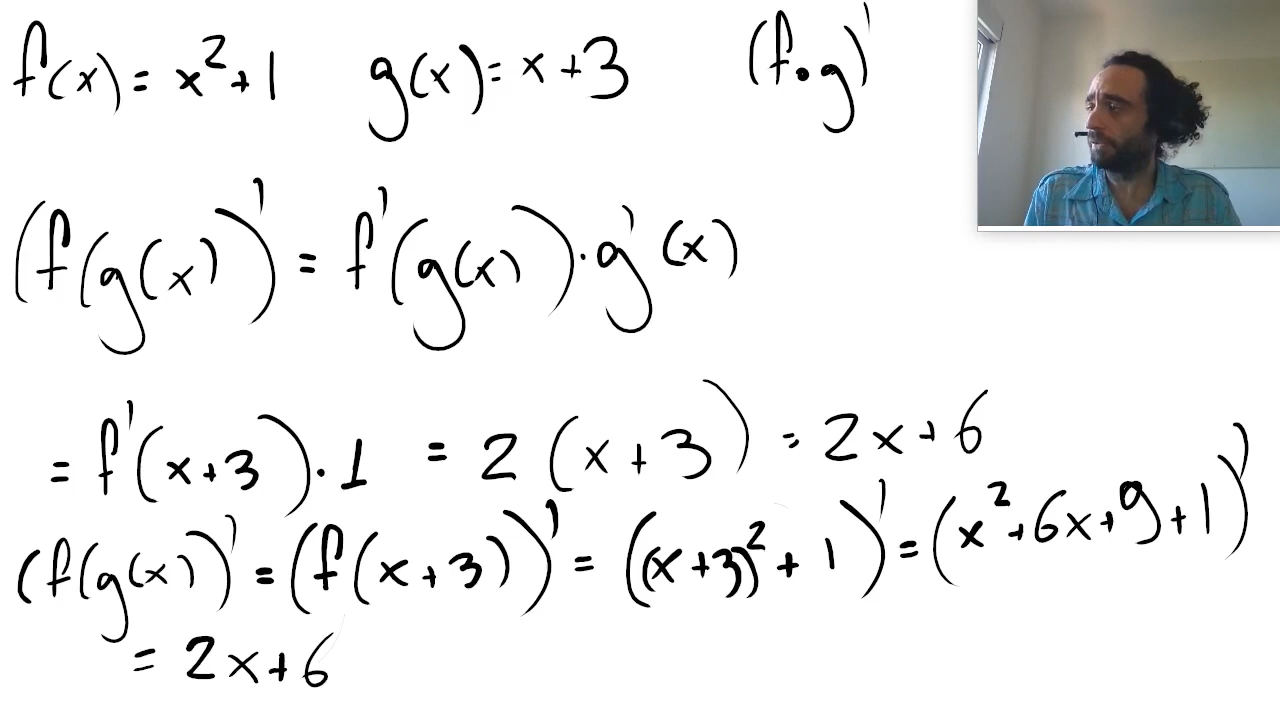 f(x) = x² + 1 g(x) = x + 3 (f∘g)'
(f(g(x))' = f'(g(x))·g'(x)
= f'(x+3)·1 = 2(x+3) = 2x+6
(f(g(x))' = (f(x+3))' = ((x+3)²+1)' = (x²+6x+9+1)'
= 2x+6